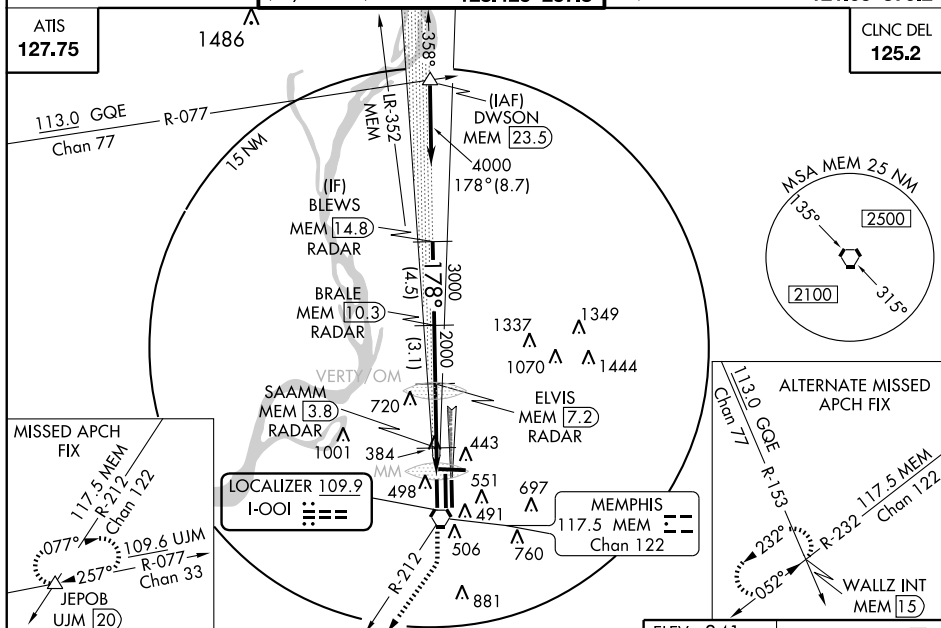 ATIS
127.75
1486
CLNC DEL
125.2
358°
LR-352
MEM
(IAF)
DWSON
MEM 23.5
113.0 GQE
Chan 77
R-077
15 NM
4000
178°(8.7)
(IF)
BLEWS
MEM 14.8
RADAR
MSA MEM 25 NM
135°
2500
2100
315°
178°
3000
(4.5)
BRALE
MEM 10.3
RADAR
2000
(3.1)
1337
1349
1070
1444
VERTY/OM
SAAMM
MEM 3.8
RADAR
720
ELVIS
MEM 7.2
RADAR
1001
384
443
MM
498
551
491
697
506
760
881
LOCALIZER 109.9
I-OOI
MEMPHIS
117.5 MEM
Chan 122
R-212
MISSED APCH
FIX
117.5 MEM
R-212
Chan 122
077°
257°
109.6 UJM
R-077
Chan 33
JEPOB
UJM 20
ALTERNATE MISSED
APCH FIX
113.0 GQE
Chan 77
R-153
117.5 MEM
R-232
Chan 122
232°
052°
WALLZ INT
MEM 15